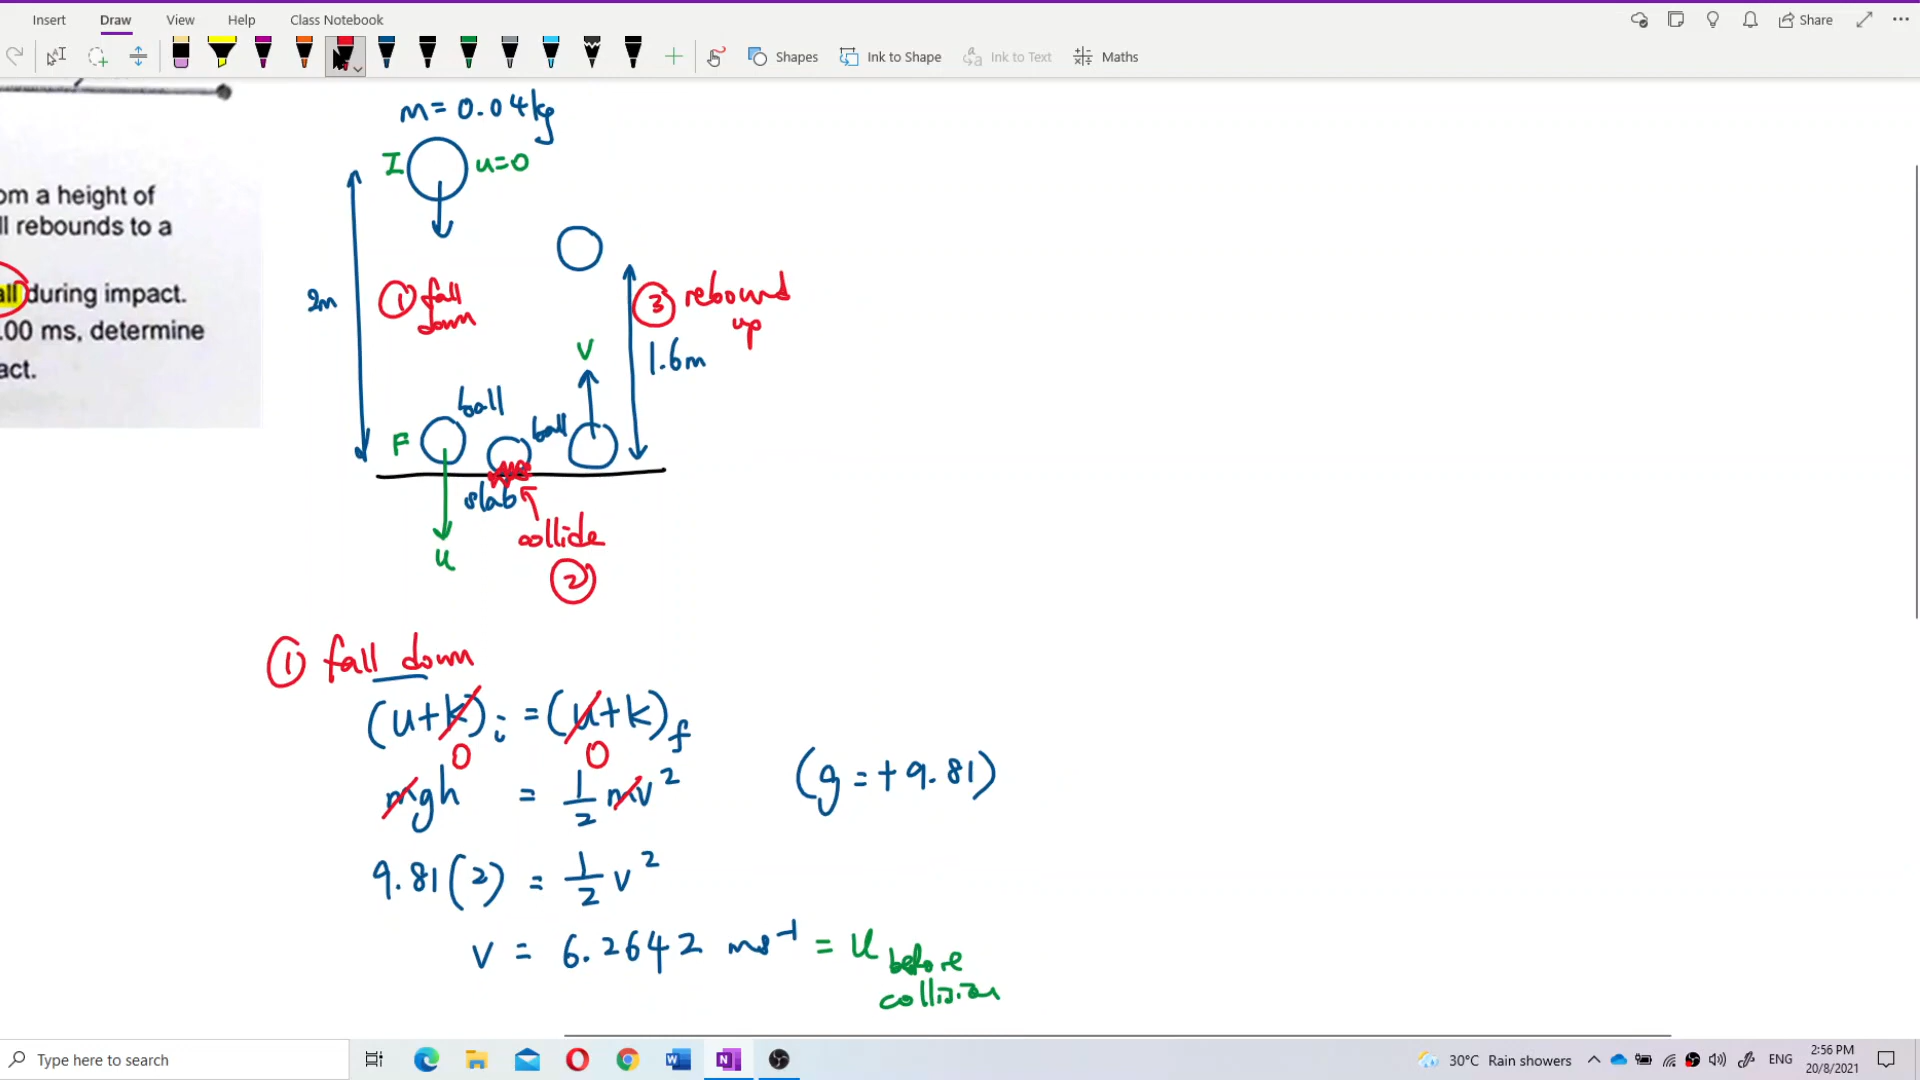 Insert Draw View Help Class Notebook
Share
Shapes Ink to Shape Ink to Text Maths
om a height of
ll rebounds to a
all during impact.
.00 ms, determine
act.
m = 0.04kg
I u=0
2m
① fall
down
③ rebound
up
1.6m
v
ball
ball
F
slab
collide
②
u
① fall down
(u+k)i = (u+k)f
0 0
mgh = 1/2 mv²
(g = +9.81)
9.81(2) = 1/2 v²
v = 6.2642 ms⁻¹ = u before
collision
Type here to search
30°C Rain showers
ENG
2:56 PM
20/8/2021